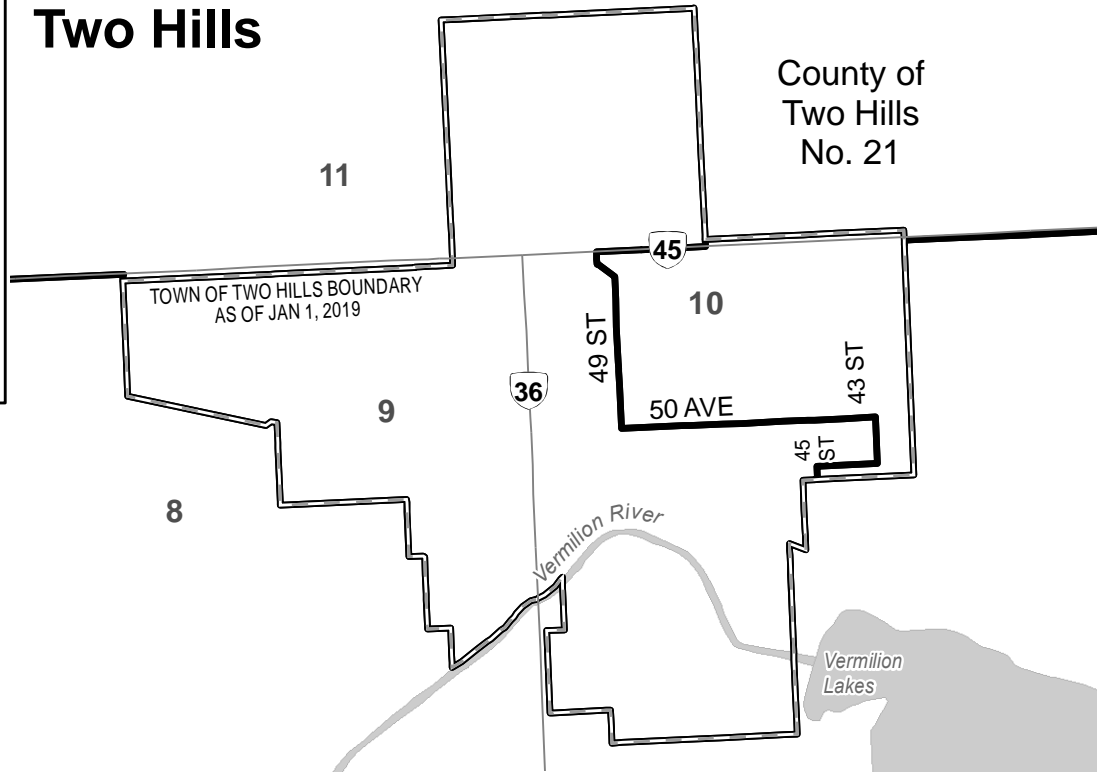 Two Hills
County of
Two Hills
No. 21
11
45
TOWN OF TWO HILLS BOUNDARY
AS OF JAN 1, 2019
10
49 ST
43 ST
36
9
50 AVE
45
ST
8
Vermilion River
Vermilion
Lakes